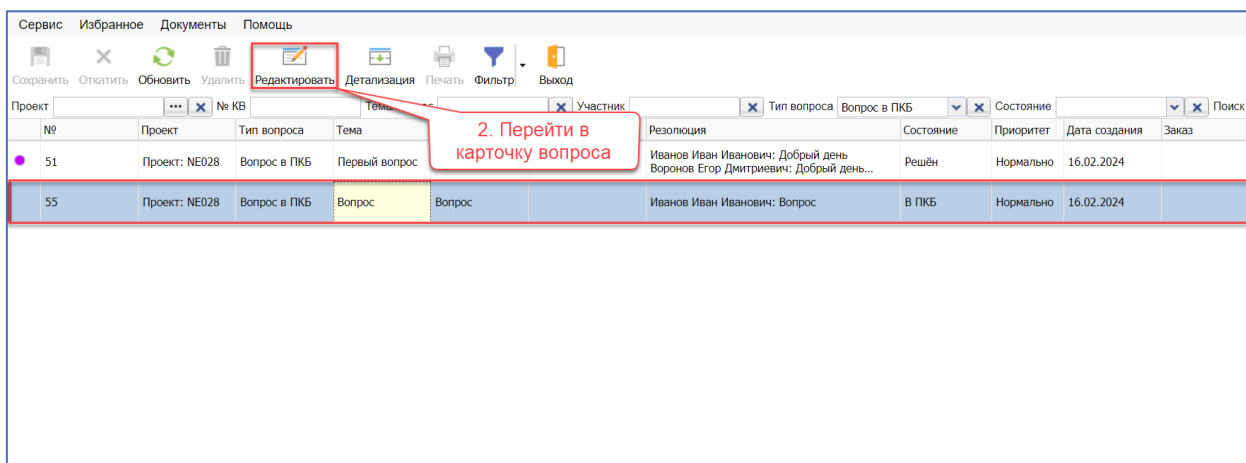 Сервис Избранное Документы Помощь
Сохранить Откатить Обновить Удалить Редактировать Детализация Печать Фильтр Выход
Проект № КВ Участник Тип вопроса Вопрос в ПКБ Состояние Поиск
№ Проект Тип вопроса Тема Резолюция Состояние Приоритет Дата создания Заказ
2. Перейти в
карточку вопроса
51 Проект: NE028 Вопрос в ПКБ Первый вопрос Иванов Иван Иванович: Добрый день
Воронов Егор Дмитриевич: Добрый день... Решён Нормально 16.02.2024
55 Проект: NE028 Вопрос в ПКБ Вопрос Вопрос Иванов Иван Иванович: Вопрос В ПКБ Нормально 16.02.2024